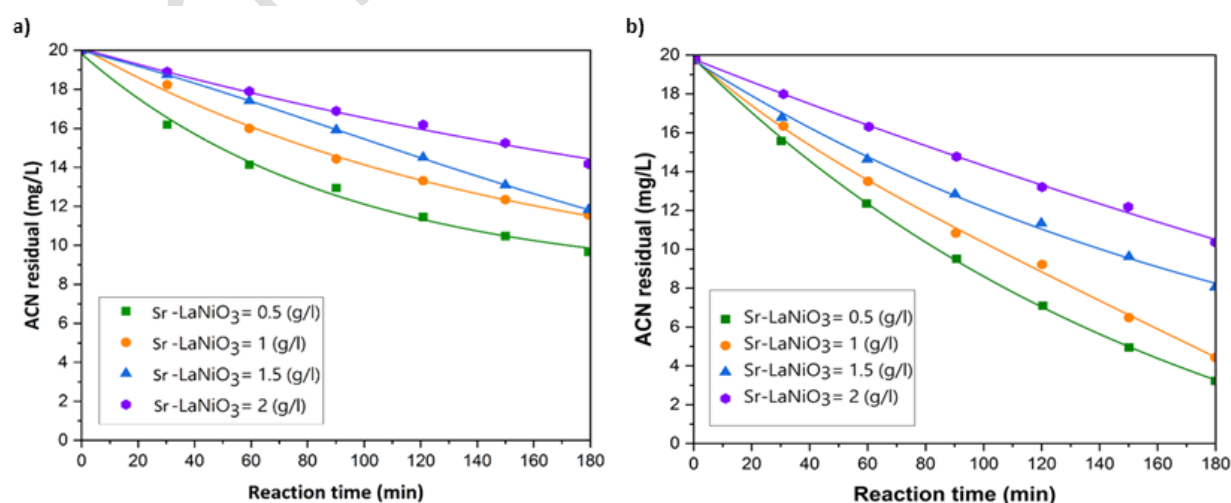 a)
ACN residual (mg/L)
20
18
16
14
12
10
8
6
4
2
0
Sr-LaNiO₃= 0.5 (g/l)
Sr-LaNiO₃= 1 (g/l)
Sr-LaNiO₃= 1.5 (g/l)
Sr-LaNiO₃= 2 (g/l)
0 20 40 60 80 100 120 140 160 180
Reaction time (min)
b)
ACN residual (mg/L)
20
18
16
14
12
10
8
6
4
2
0
Sr-LaNiO₃= 0.5 (g/l)
Sr-LaNiO₃= 1 (g/l)
Sr-LaNiO₃= 1.5 (g/l)
Sr-LaNiO₃= 2 (g/l)
0 20 40 60 80 100 120 140 160 180
Reaction time (min)